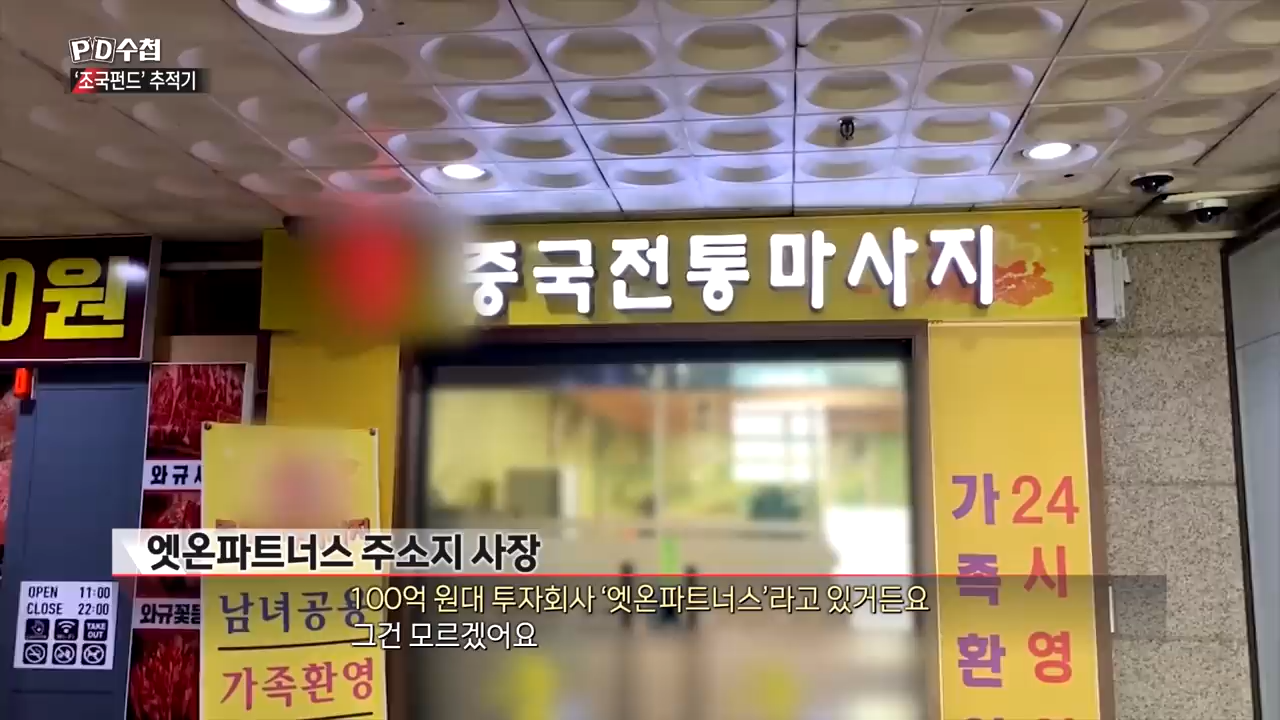 PD수첩
'조국펀드' 추적기
0원
중국전통마사지
와규
와규꽃등
OPEN 11:00
CLOSE 22:00
TAKE OUT
남녀공용
가족환영
가족환
24시영
엣온파트너스 주소지 사장
100억 원대 투자회사 '엣온파트너스'라고 있거든요
그건 모르겠어요